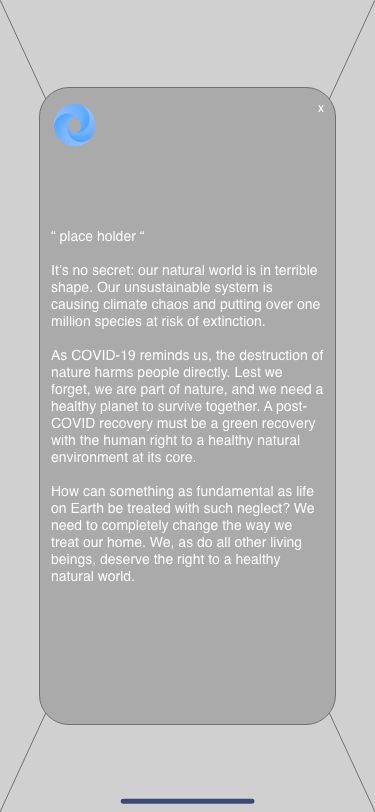 x
“ place holder “
It’s no secret: our natural world is in terrible
shape. Our unsustainable system is
causing climate chaos and putting over one
million species at risk of extinction.
As COVID-19 reminds us, the destruction of
nature harms people directly. Lest we
forget, we are part of nature, and we need a
healthy planet to survive together. A post-
COVID recovery must be a green recovery
with the human right to a healthy natural
environment at its core.
How can something as fundamental as life
on Earth be treated with such neglect? We
need to completely change the way we
treat our home. We, as do all other living
beings, deserve the right to a healthy
natural world.